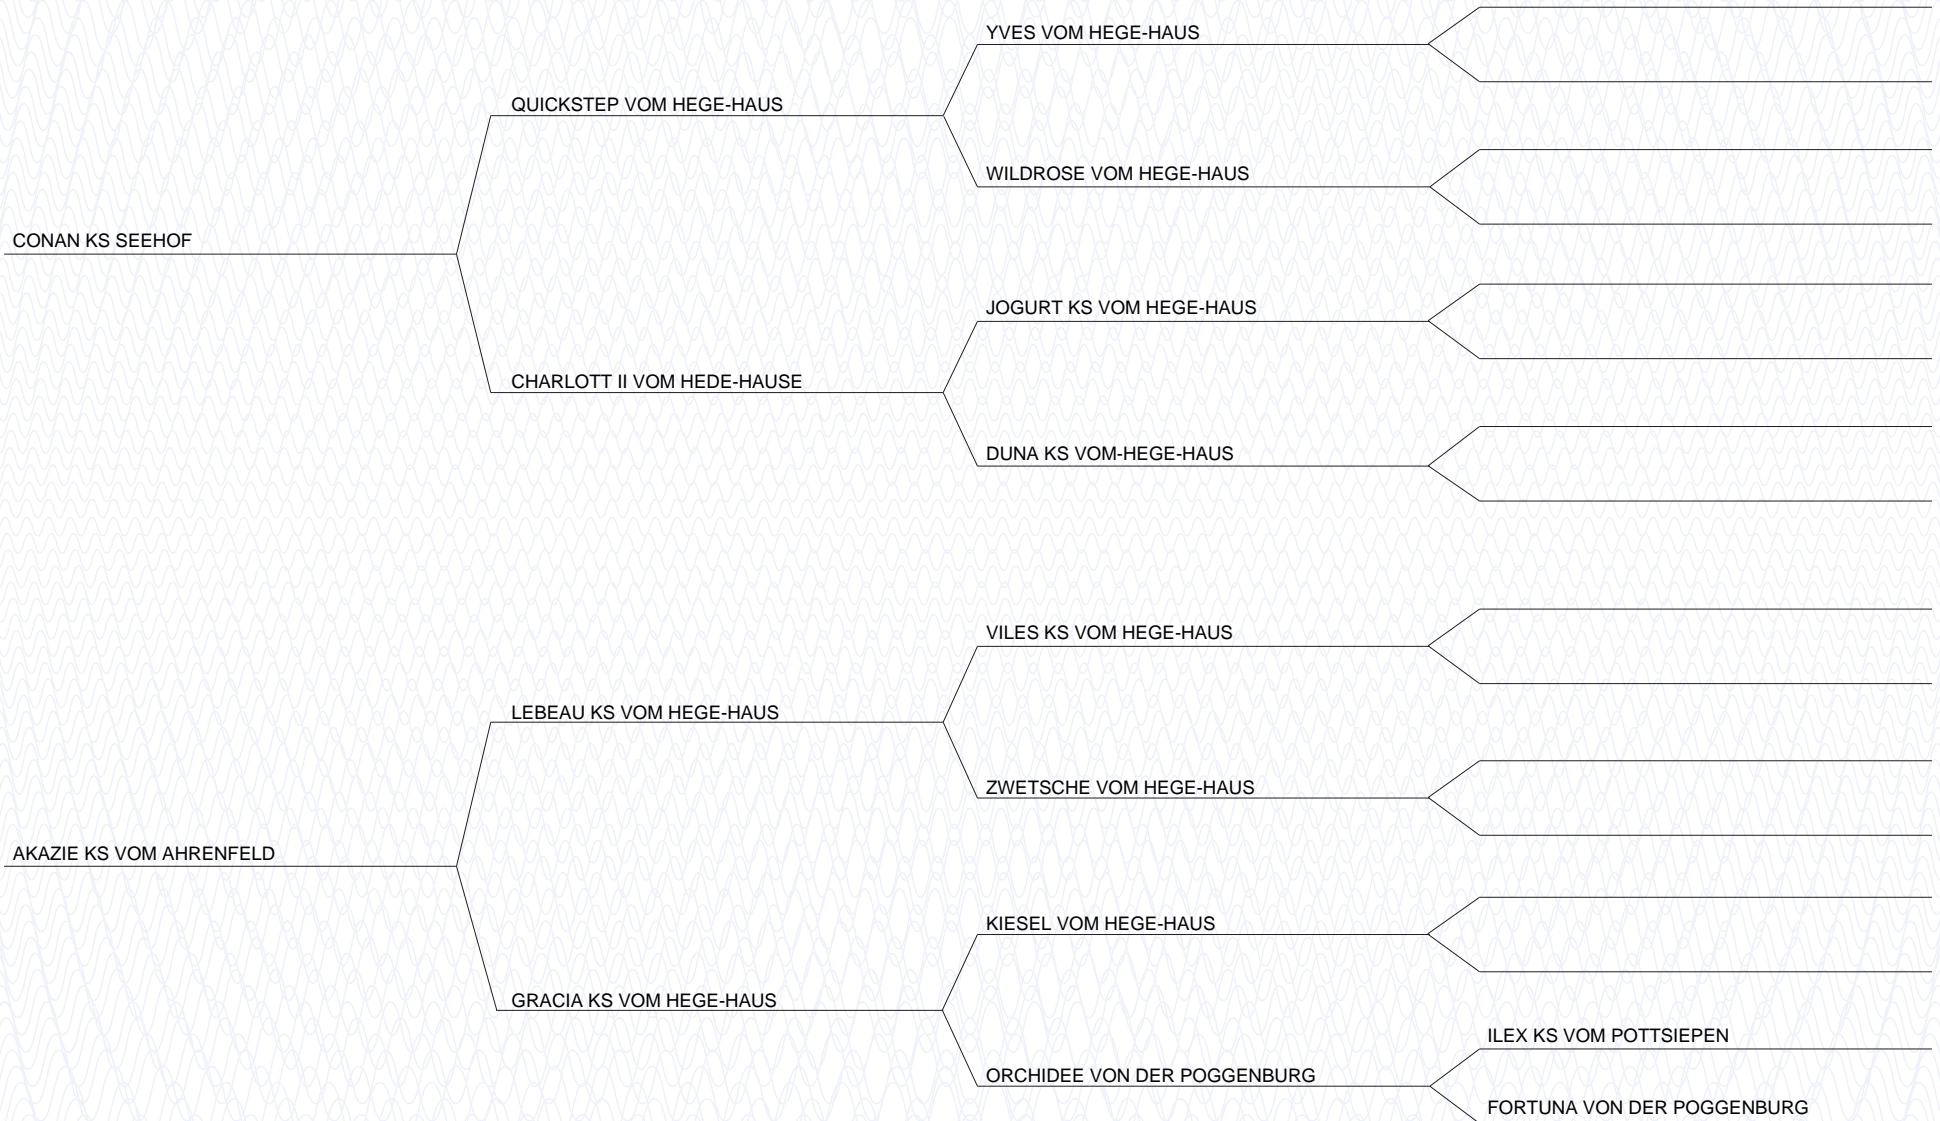 YVES VOM HEGE-HAUS
QUICKSTEP VOM HEGE-HAUS
WILDROSE VOM HEGE-HAUS
CONAN KS SEEHOF
JOGURT KS VOM HEGE-HAUS
CHARLOTT II VOM HEDE-HAUSE
DUNA KS VOM-HEGE-HAUS
VILES KS VOM HEGE-HAUS
LEBEAU KS VOM HEGE-HAUS
ZWETSCHE VOM HEGE-HAUS
AKAZIE KS VOM AHRENFELD
KIESEL VOM HEGE-HAUS
GRACIA KS VOM HEGE-HAUS
ILEX KS VOM POTTSIEPEN
ORCHIDEE VON DER POGGENBURG
FORTUNA VON DER POGGENBURG